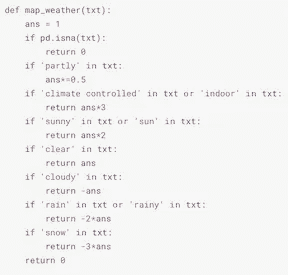 def map_weather(txt):
    ans = 1
    if pd.isna(txt):
        return 0
    if 'partly' in txt:
        ans*=0.5
    if 'climate controlled' in txt or 'indoor' in txt:
        return ans*3
    if 'sunny' in txt or 'sun' in txt:
        return ans*2
    if 'clear' in txt:
        return ans
    if 'cloudy' in txt:
        return -ans
    if 'rain' in txt or 'rainy' in txt:
        return -2*ans
    if 'snow' in txt:
        return -3*ans
    return 0